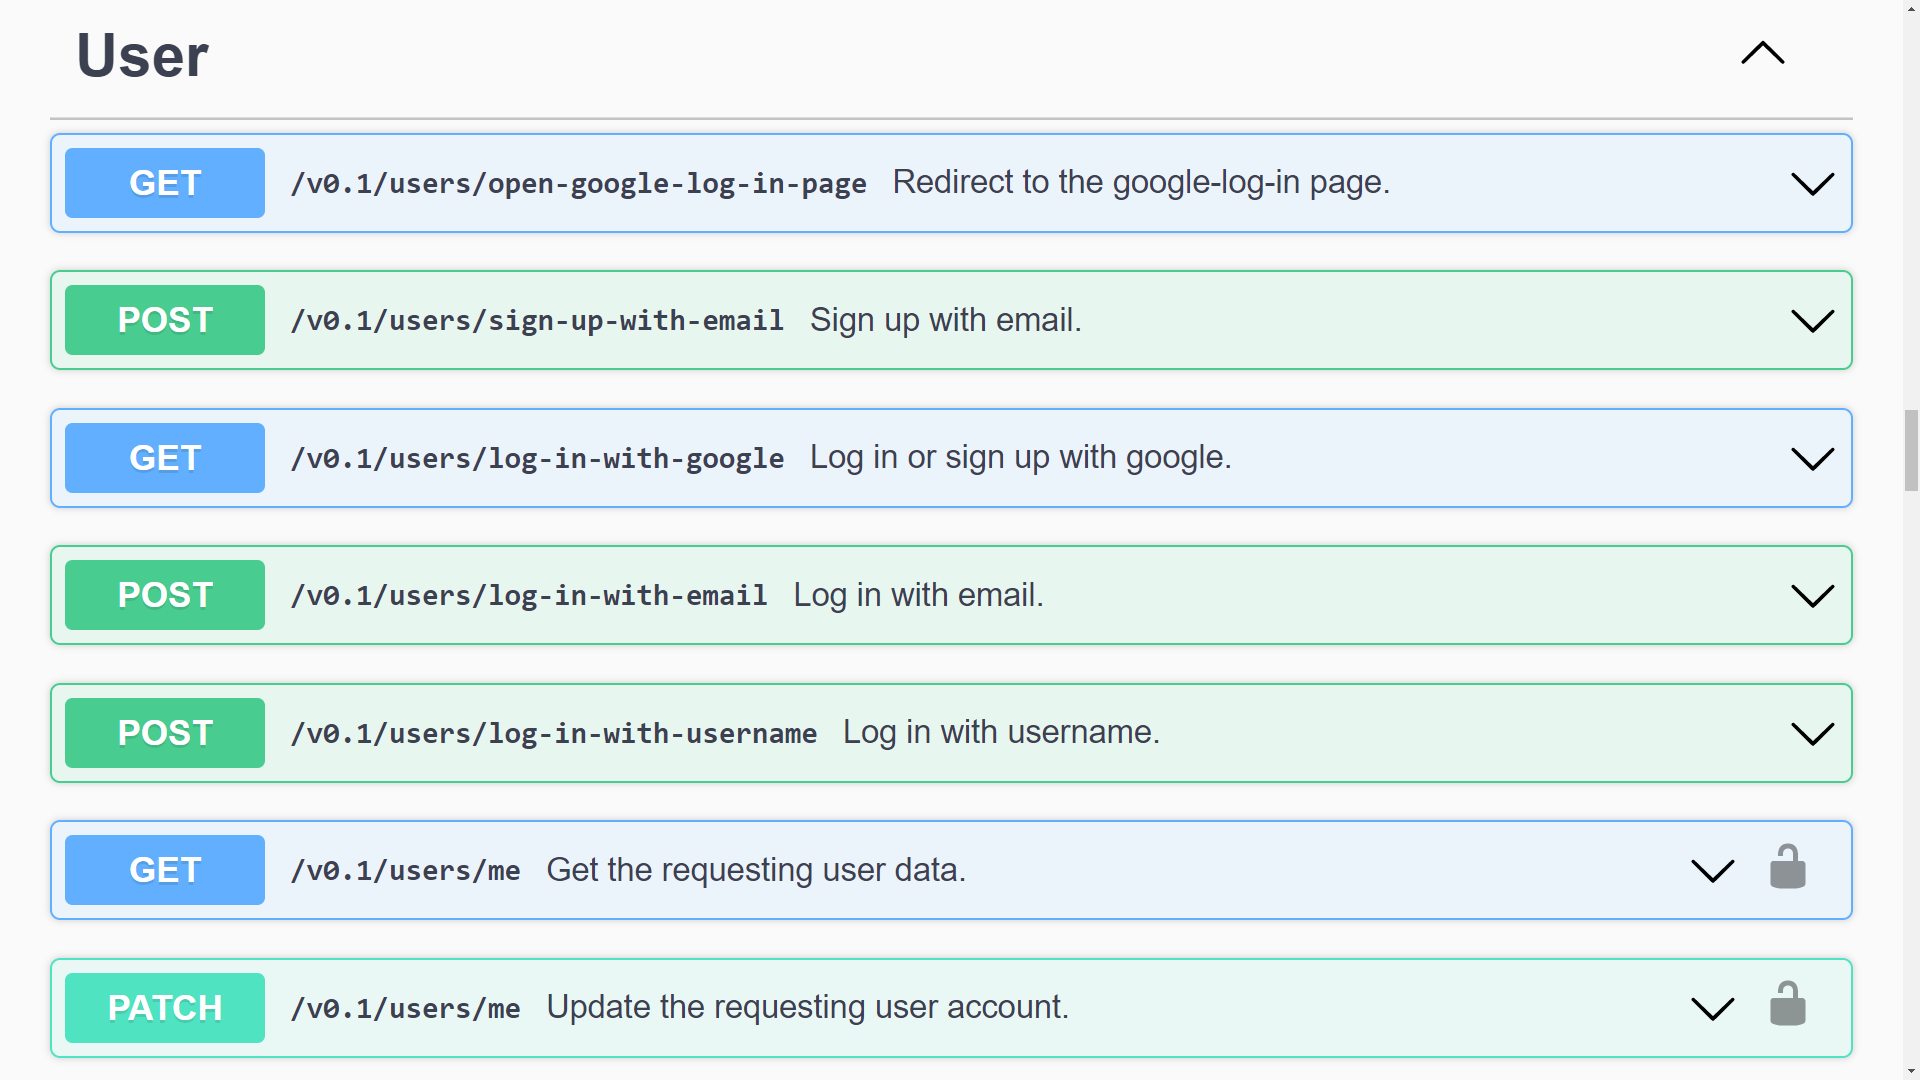 User
GET /v0.1/users/open-google-log-in-page Redirect to the google-log-in page.
POST /v0.1/users/sign-up-with-email Sign up with email.
GET /v0.1/users/log-in-with-google Log in or sign up with google.
POST /v0.1/users/log-in-with-email Log in with email.
POST /v0.1/users/log-in-with-username Log in with username.
GET /v0.1/users/me Get the requesting user data.
PATCH /v0.1/users/me Update the requesting user account.